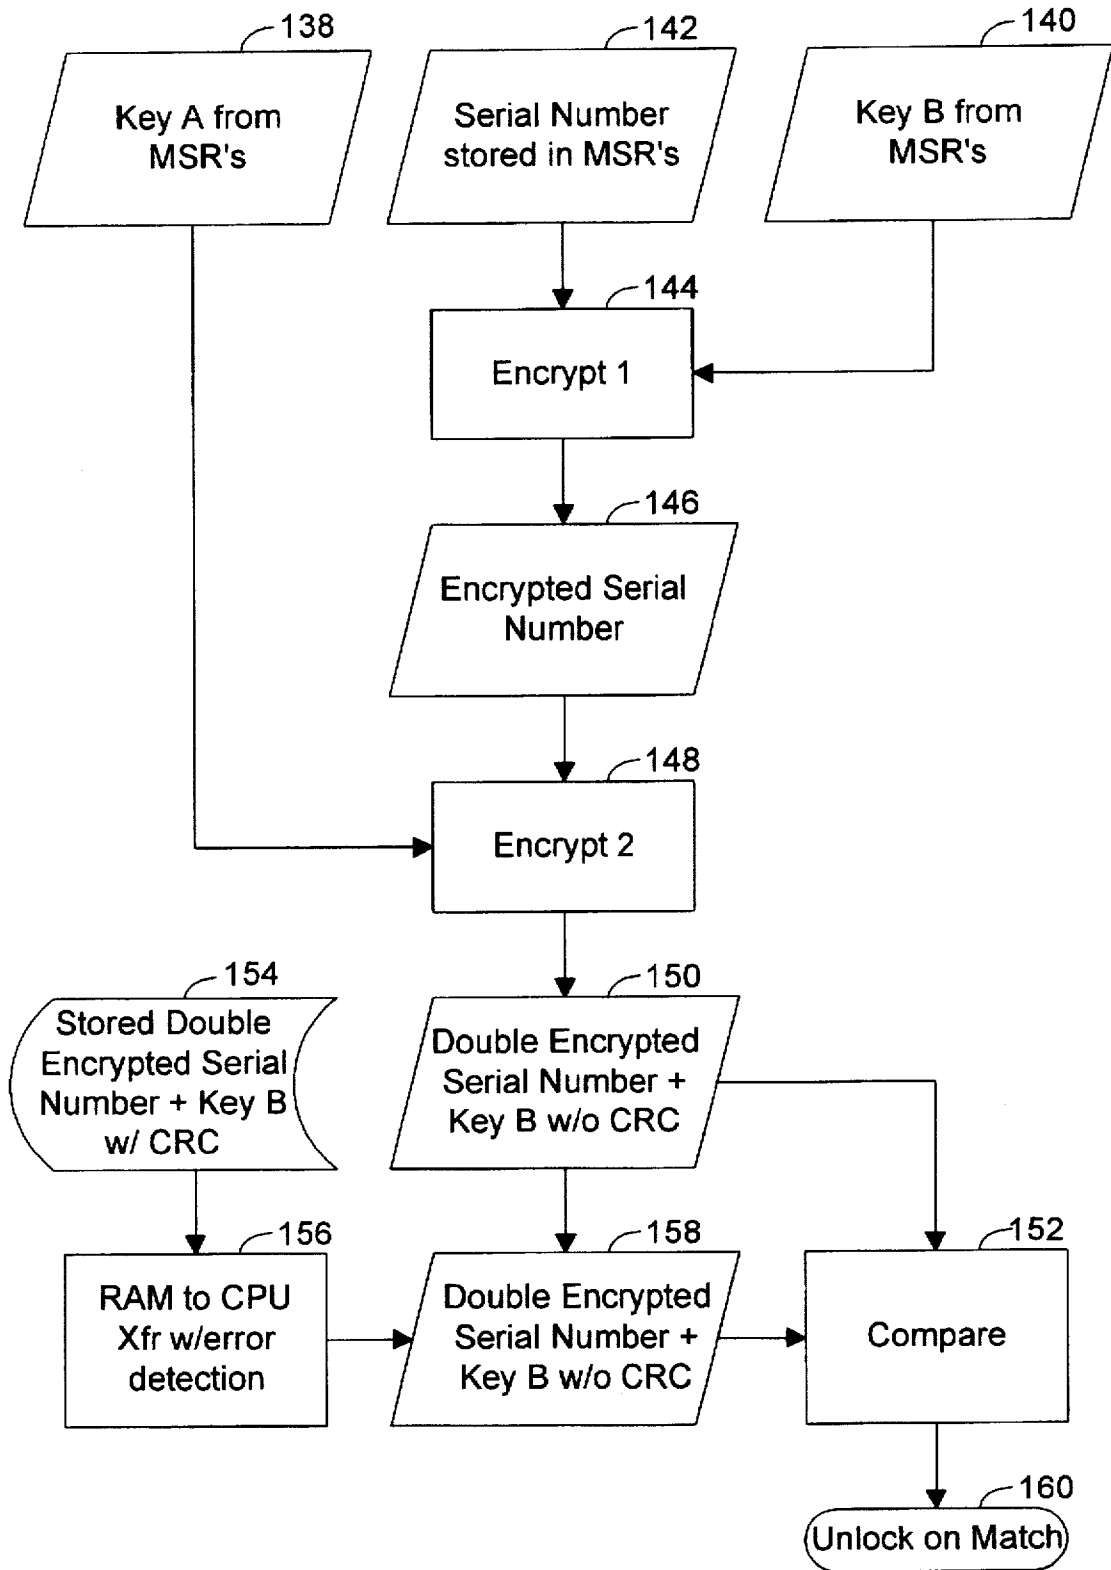 138
142
140
Key A from
MSR's
Serial Number
stored in MSR's
Key B from
MSR's
144
Encrypt 1
146
Encrypted Serial
Number
148
Encrypt 2
154
Stored Double
Encrypted Serial
Number + Key B
w/ CRC
150
Double Encrypted
Serial Number +
Key B w/o CRC
156
RAM to CPU
Xfr w/error
detection
158
Double Encrypted
Serial Number +
Key B w/o CRC
152
Compare
160
Unlock on Match